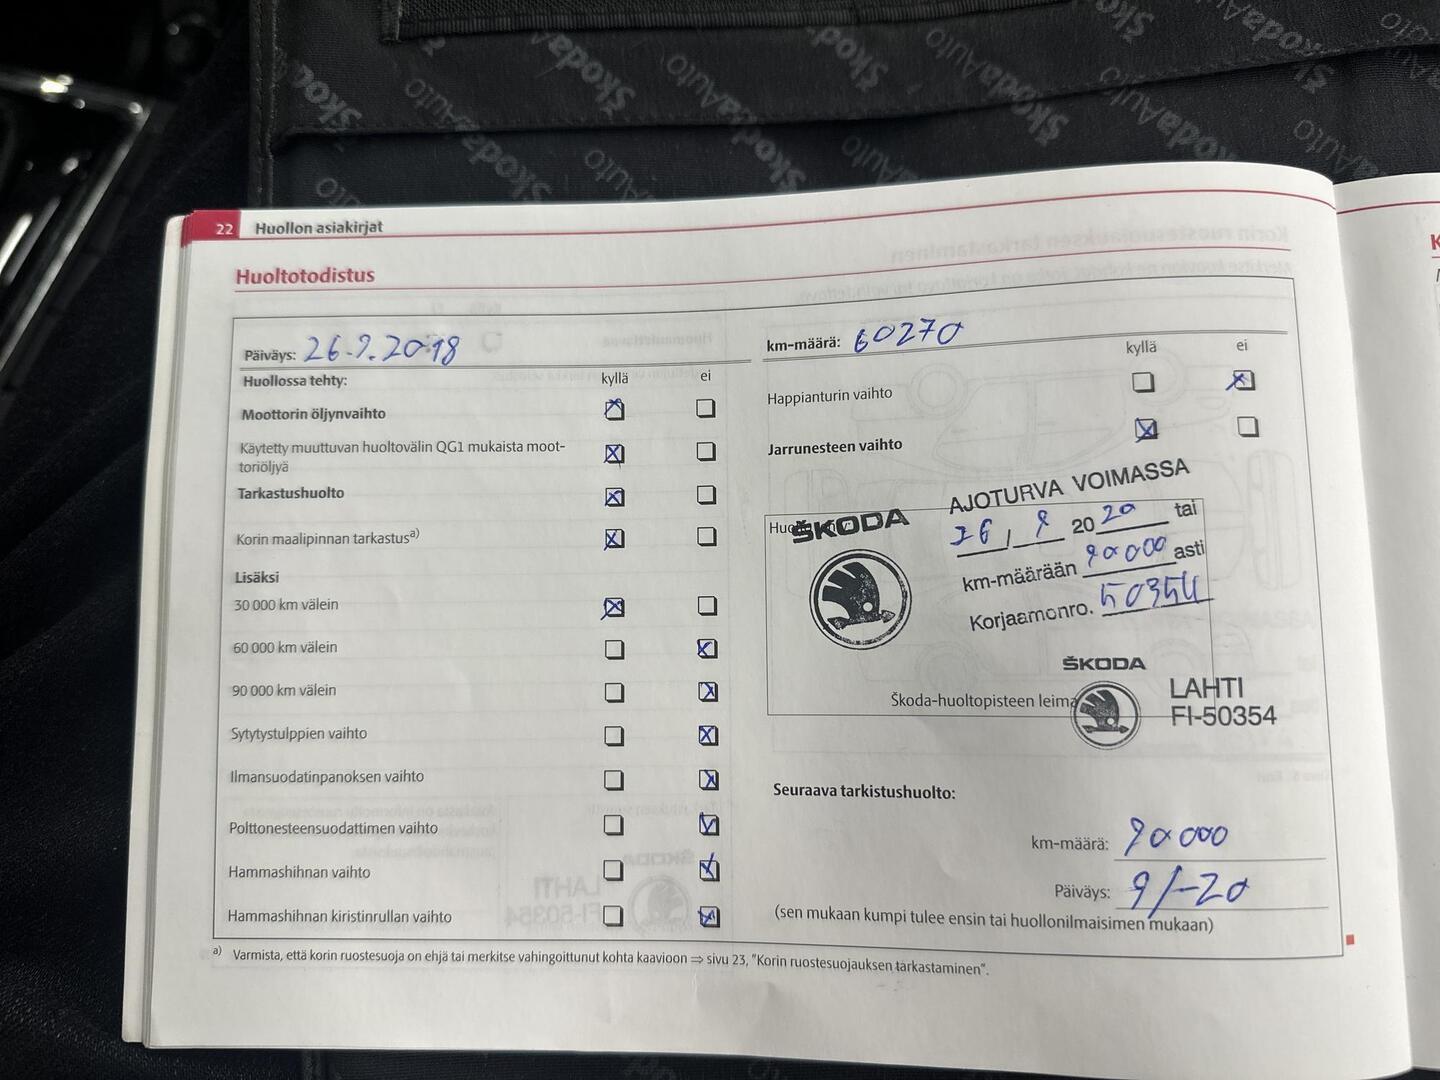 22 Huollon asiakirjat
Huoltotodistus
Päiväys: 26.9.2018
Huollossa tehty: kyllä ei
Moottorin öljynvaihto
Käytetty muuttuvan huoltovälin QG1 mukaista moot-
toriöljyä
Tarkastushuolto
Korin maalipinnan tarkastus a)
Lisäksi
30 000 km välein
60 000 km välein
90 000 km välein
Sytytystulppien vaihto
Ilmansuodatinpanoksen vaihto
Polttonesteensuodattimen vaihto
Hammashihnan vaihto
Hammashihnan kiristinrullan vaihto
km-määrä: 60270
kyllä ei
Happianturin vaihto
Jarrunesteen vaihto
ŠKODA
AJOTURVA VOIMASSA
26 / 9 2020 tai
km-määrään 90000 asti
Korjaamonro. 50354
Škoda-huoltopisteen leima
ŠKODA
LAHTI
FI-50354
Seuraava tarkistushuolto:
km-määrä: 90000
Päiväys: 9/-20
(sen mukaan kumpi tulee ensin tai huollonilmaisimen mukaan)
a) Varmista, että korin ruostesuoja on ehjä tai merkitse vahingoittunut kohta kaavioon ⇒ sivu 23, "Korin ruostesuojauksen tarkastaminen".
ŠkodaAuto ŠkodaAuto ŠkodaAuto ŠkodaAuto